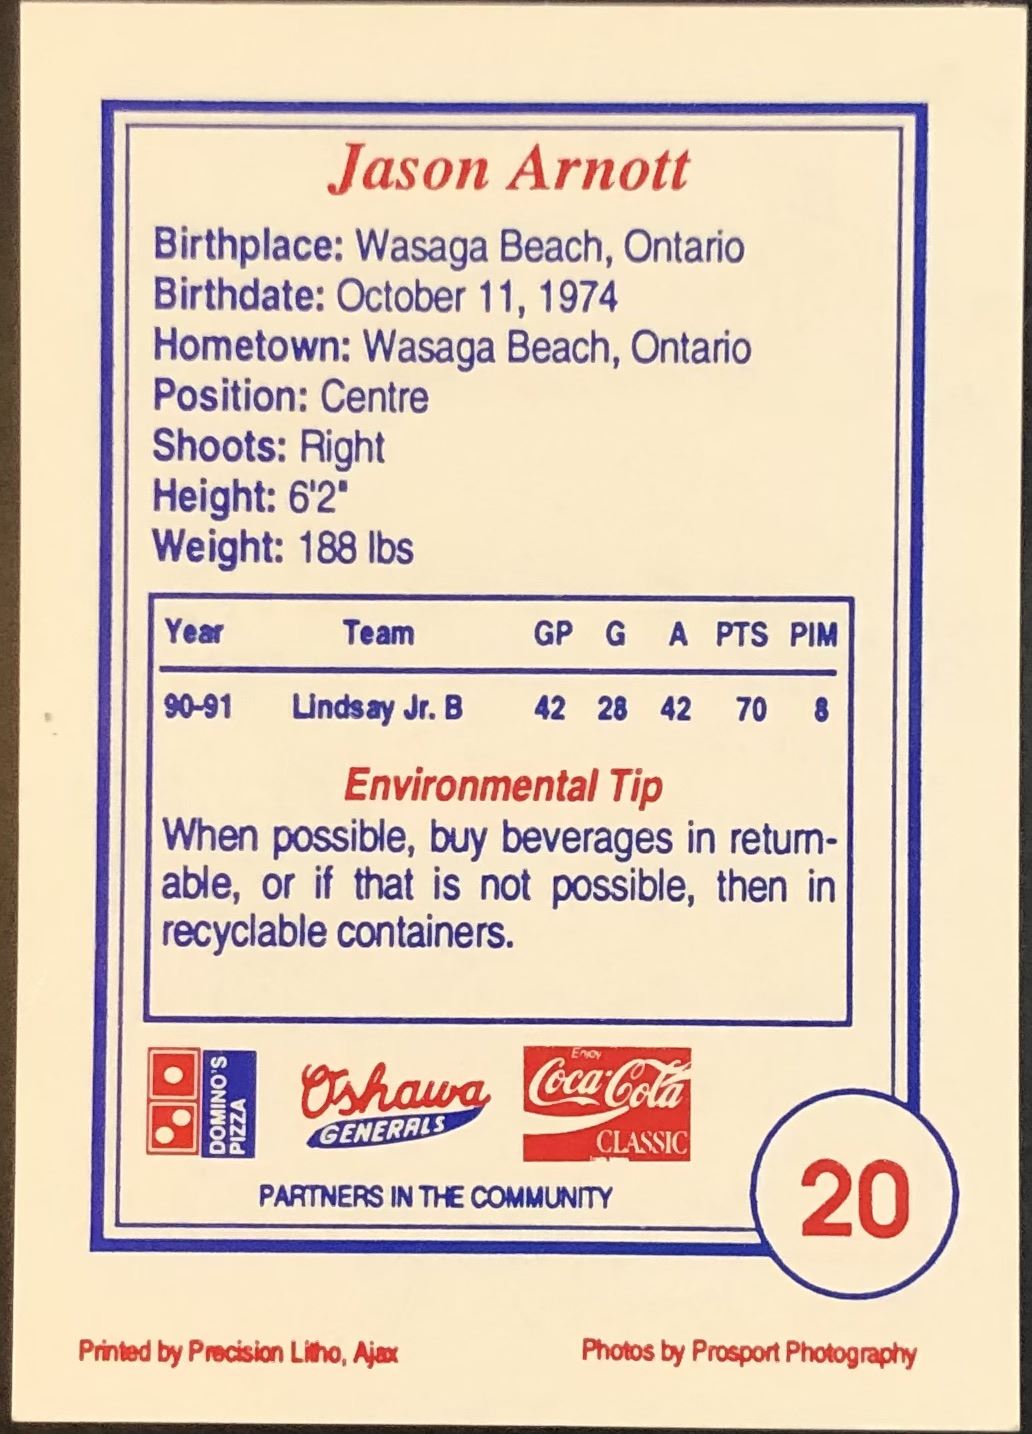 Jason Arnott
Birthplace: Wasaga Beach, Ontario
Birthdate: October 11, 1974
Hometown: Wasaga Beach, Ontario
Position: Centre
Shoots: Right
Height: 6'2"
Weight: 188 lbs
Year Team GP G A PTS PIM
90-91 Lindsay Jr. B 42 28 42 70 8
Environmental Tip
When possible, buy beverages in return-
able, or if that is not possible, then in
recyclable containers.
DOMINO'S
PIZZA
Oshawa
GENERALS
Enjoy
Coca-Cola
CLASSIC
PARTNERS IN THE COMMUNITY
20
Printed by Precision Litho, Ajax
Photos by Prosport Photography